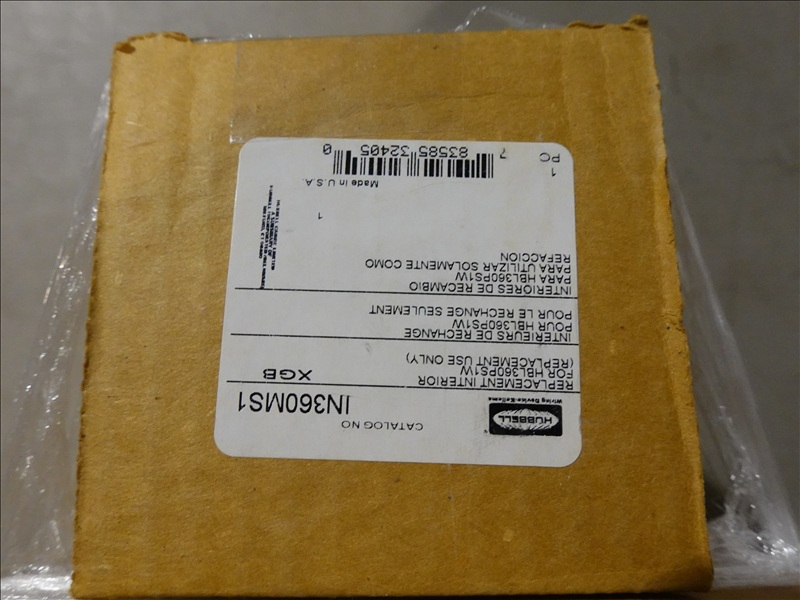 HUBBELL
Wiring Device-Kellems
CATALOG NO
IN360MS1
REPLACEMENT INTERIOR
FOR HBL360PS1W
(REPLACEMENT USE ONLY)
XGB
INTERIEURS DE RECHANGE
POUR HBL360PS1W
POUR LE RECHANGE SEULEMENT
INTERIORES DE RECAMBIO
PARA HBL360PS1W
PARA UTILIZAR SOLAMENTE COMO
REFACCION
1
Made in U.S.A.
1
PC
7 83585 32405 0